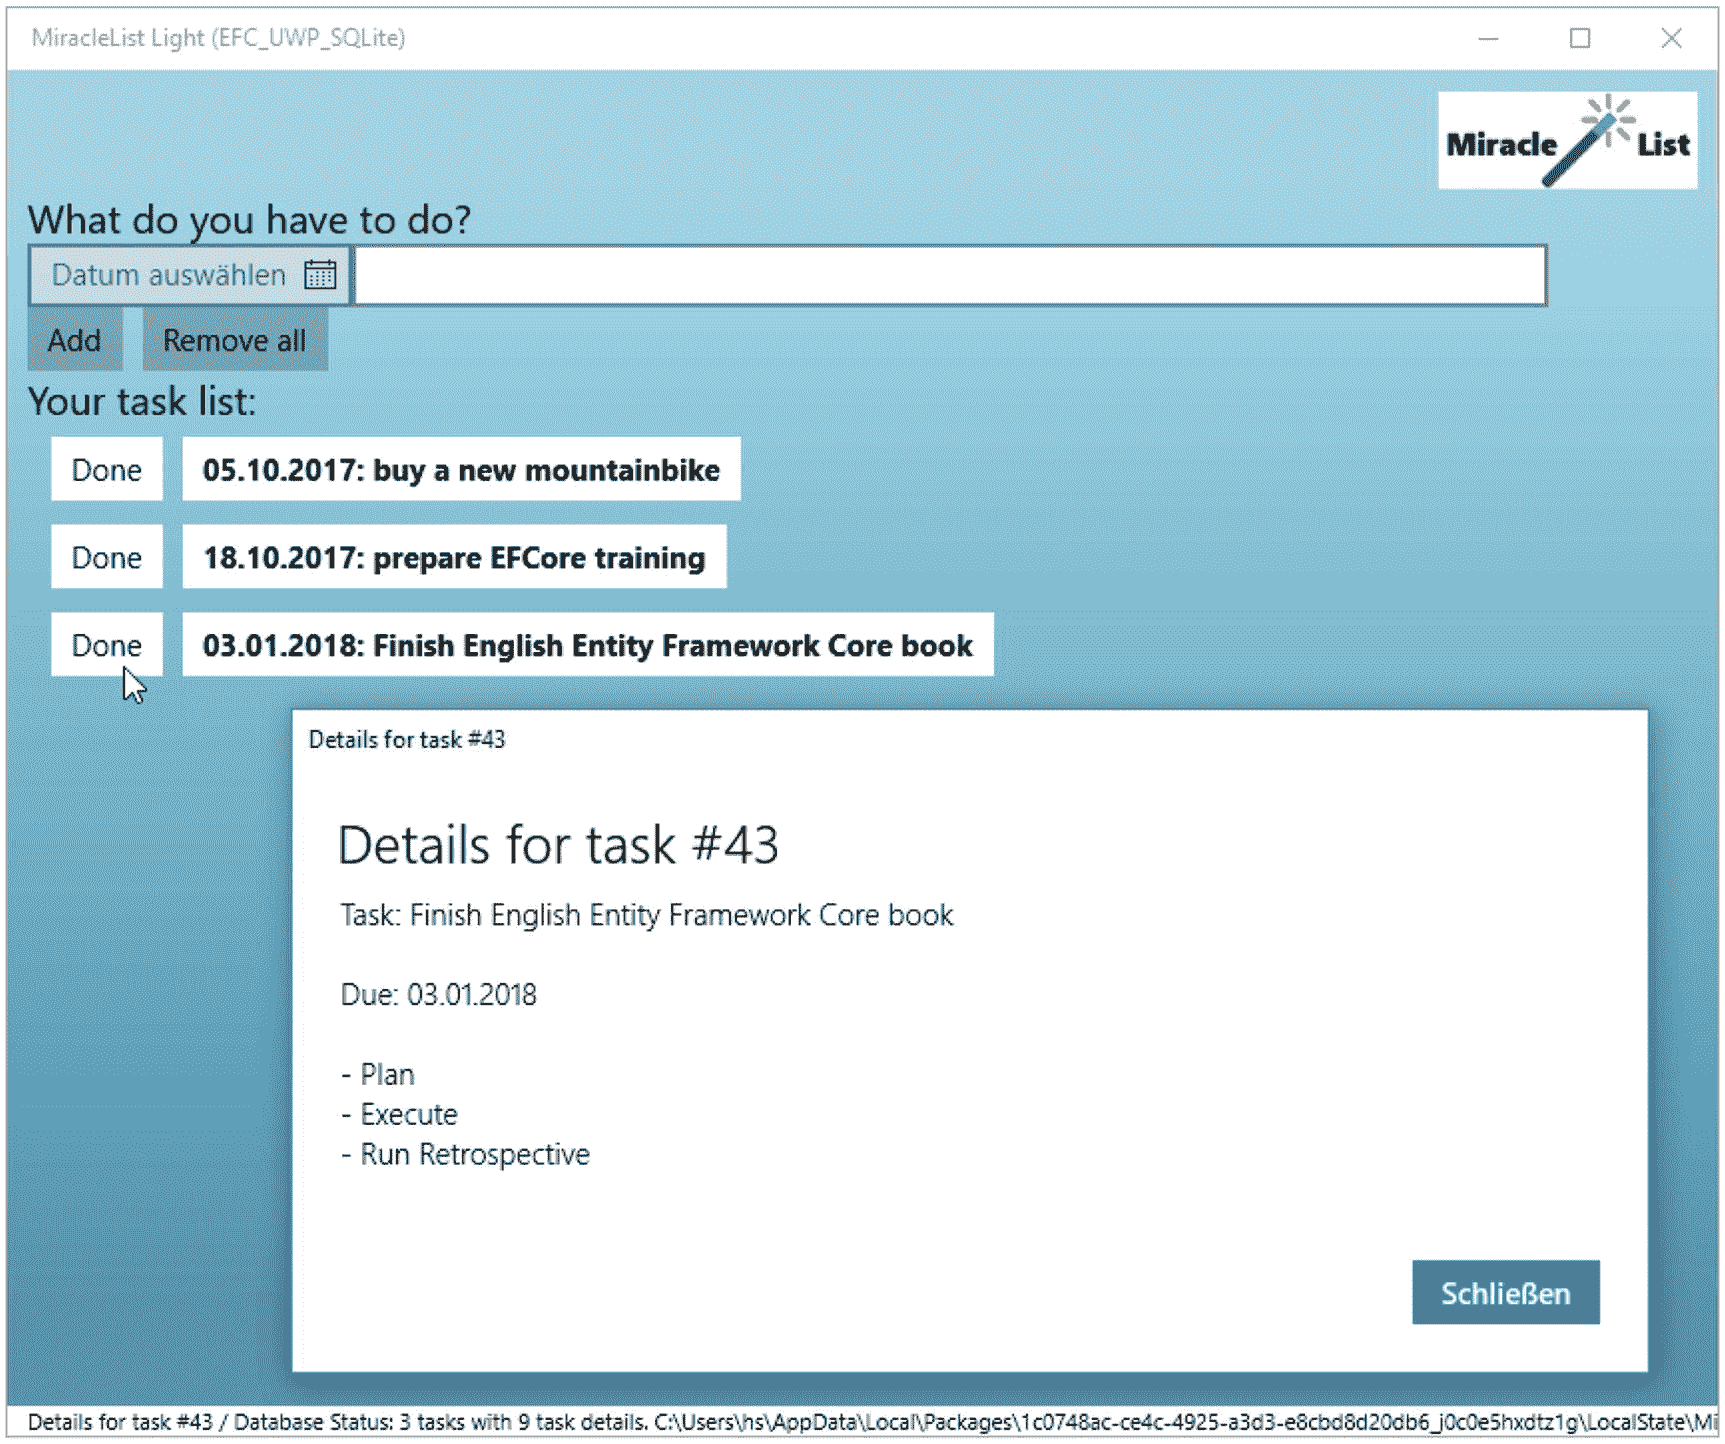 MiracleList Light (EFC_UWP_SQLite)
Miracle List
What do you have to do?
Datum auswählen
Add Remove all
Your task list:
Done 05.10.2017: buy a new mountainbike
Done 18.10.2017: prepare EFCore training
Done 03.01.2018: Finish English Entity Framework Core book
Details for task #43
Details for task #43
Task: Finish English Entity Framework Core book
Due: 03.01.2018
- Plan
- Execute
- Run Retrospective
Schließen
Details for task #43 / Database Status: 3 tasks with 9 task details. C:\Users\hs\AppData\Local\Packages\1c0748ac-ce4c-4925-a3d3-e8cbd8d20db6_j0c0e5hxdtz1g\LocalState\Mi